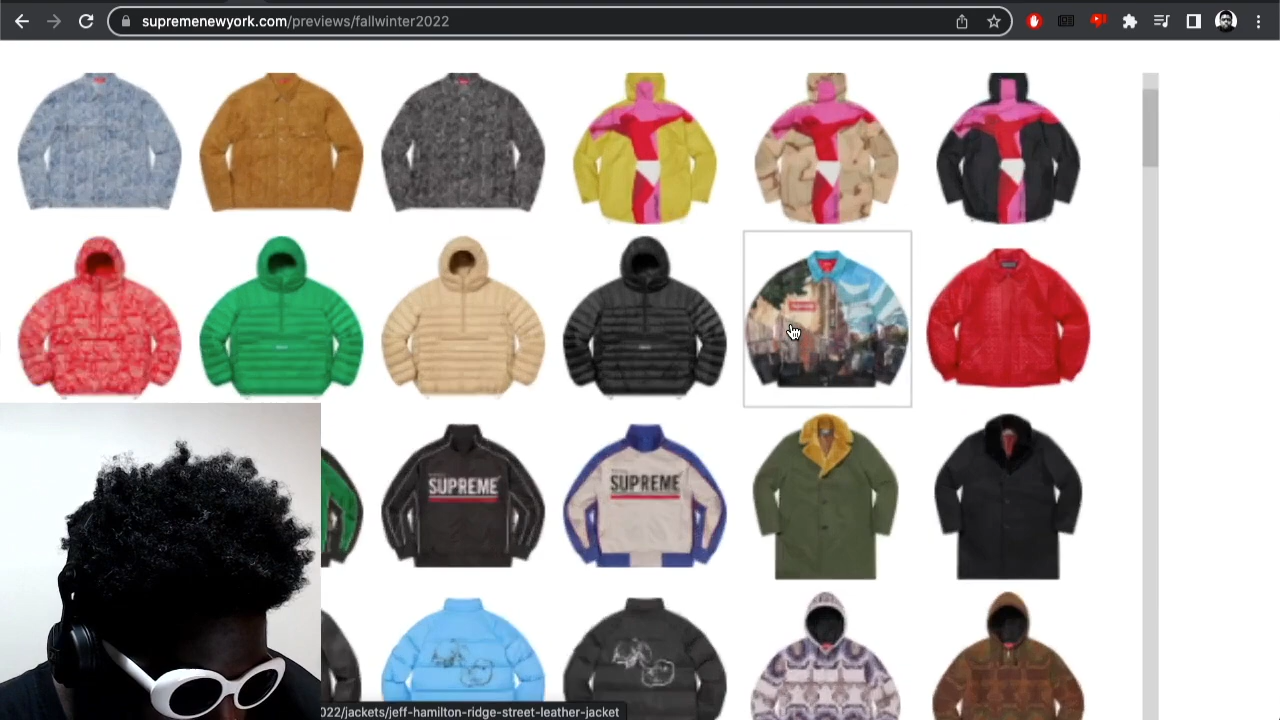 supremenewyork.com/previews/fallwinter2022
SUPREME
SUPREME
022/jackets/jeff-hamilton-ridge-street-leather-jacket